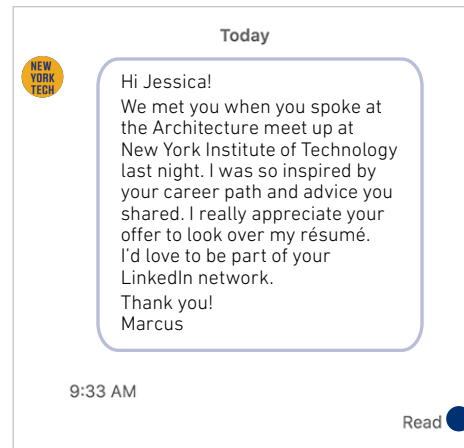 Today
NEW
YORK
TECH
Hi Jessica!
We met you when you spoke at
the Architecture meet up at
New York Institute of Technology
last night. I was so inspired by
your career path and advice you
shared. I really appreciate your
offer to look over my résumé.
I'd love to be part of your
LinkedIn network.
Thank you!
Marcus
9:33 AM
Read